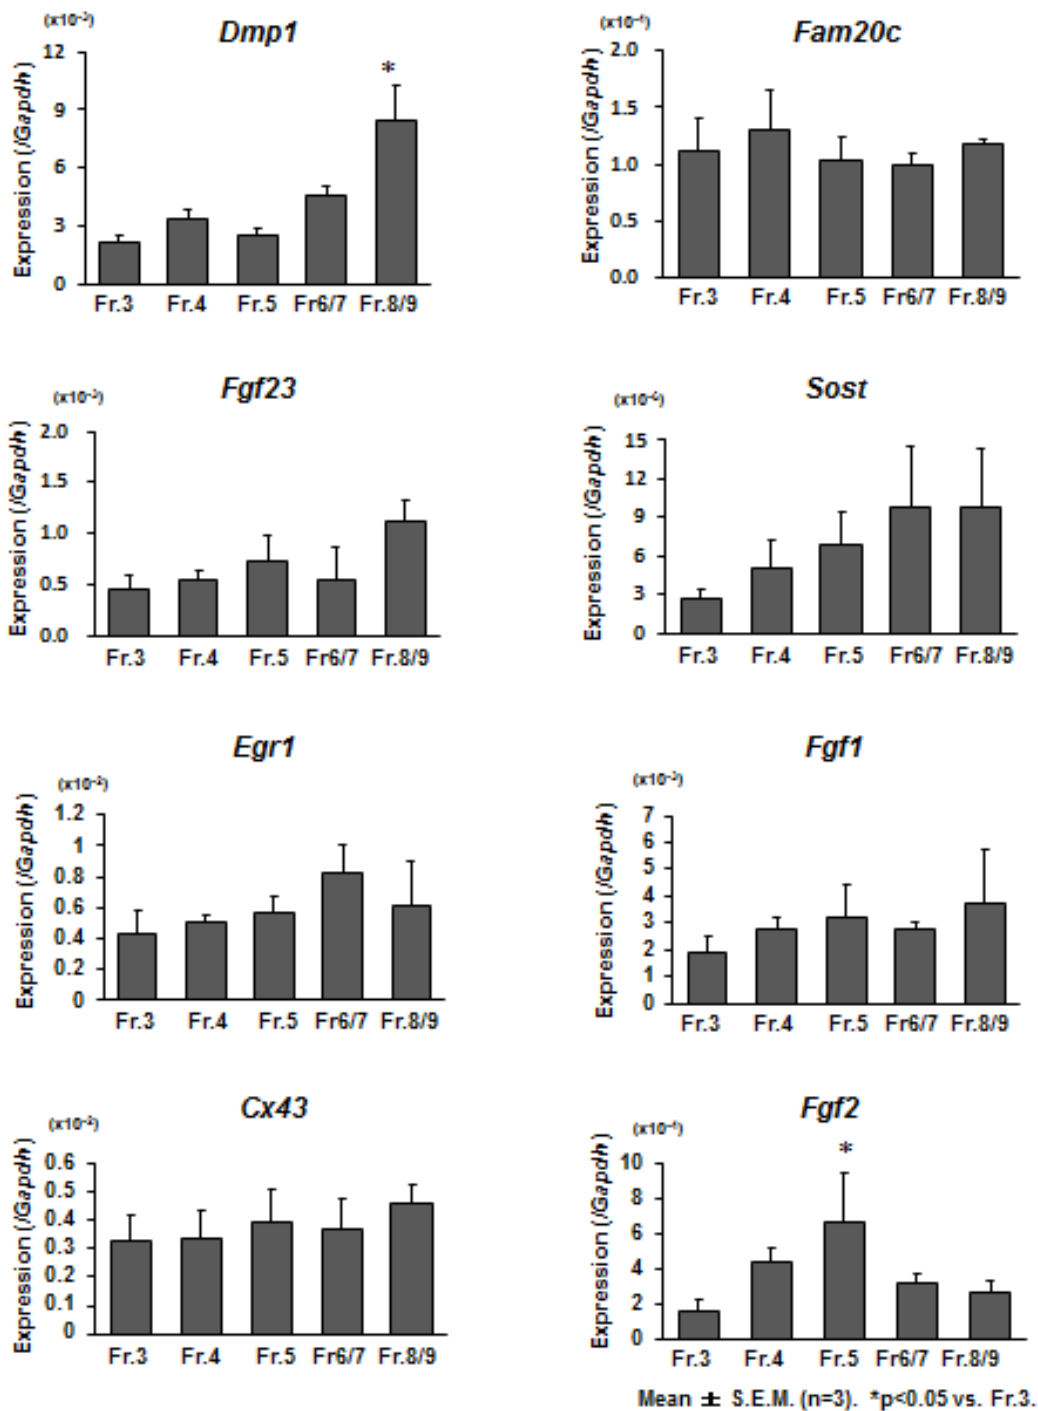 Dmp1
(x10⁻³)
Expression (/Gapdh)
12
9
6
3
0
*
Fr.3 Fr.4 Fr.5 Fr6/7 Fr.8/9
Fam20c
(x10⁻⁴)
Expression (/Gapdh)
2.0
1.5
1.0
0.5
0.0
Fr.3 Fr.4 Fr.5 Fr6/7 Fr.8/9
Fgf23
(x10⁻³)
Expression (/Gapdh)
2.0
1.5
1.0
0.5
0.0
Fr.3 Fr.4 Fr.5 Fr6/7 Fr.8/9
Sost
Expression (/Gapdh)
15
12
9
6
3
0
Fr.3 Fr.4 Fr.5 Fr6/7 Fr.8/9
Egr1
(x10⁻²)
Expression (/Gapdh)
1.2
1
0.8
0.6
0.4
0.2
0
Fr.3 Fr.4 Fr.5 Fr6/7 Fr.8/9
Fgf1
(x10⁻³)
Expression (/Gapdh)
7
6
5
4
3
2
1
0
Fr.3 Fr.4 Fr.5 Fr6/7 Fr.8/9
Cx43
(x10⁻²)
Expression (/Gapdh)
0.6
0.5
0.4
0.3
0.2
0.1
0
Fr.3 Fr.4 Fr.5 Fr6/7 Fr.8/9
Fgf2
(x10⁻⁴)
Expression (/Gapdh)
10
8
6
4
2
0
*
Fr.3 Fr.4 Fr.5 Fr6/7 Fr.8/9
Mean ± S.E.M. (n=3). *p<0.05 vs. Fr.3.